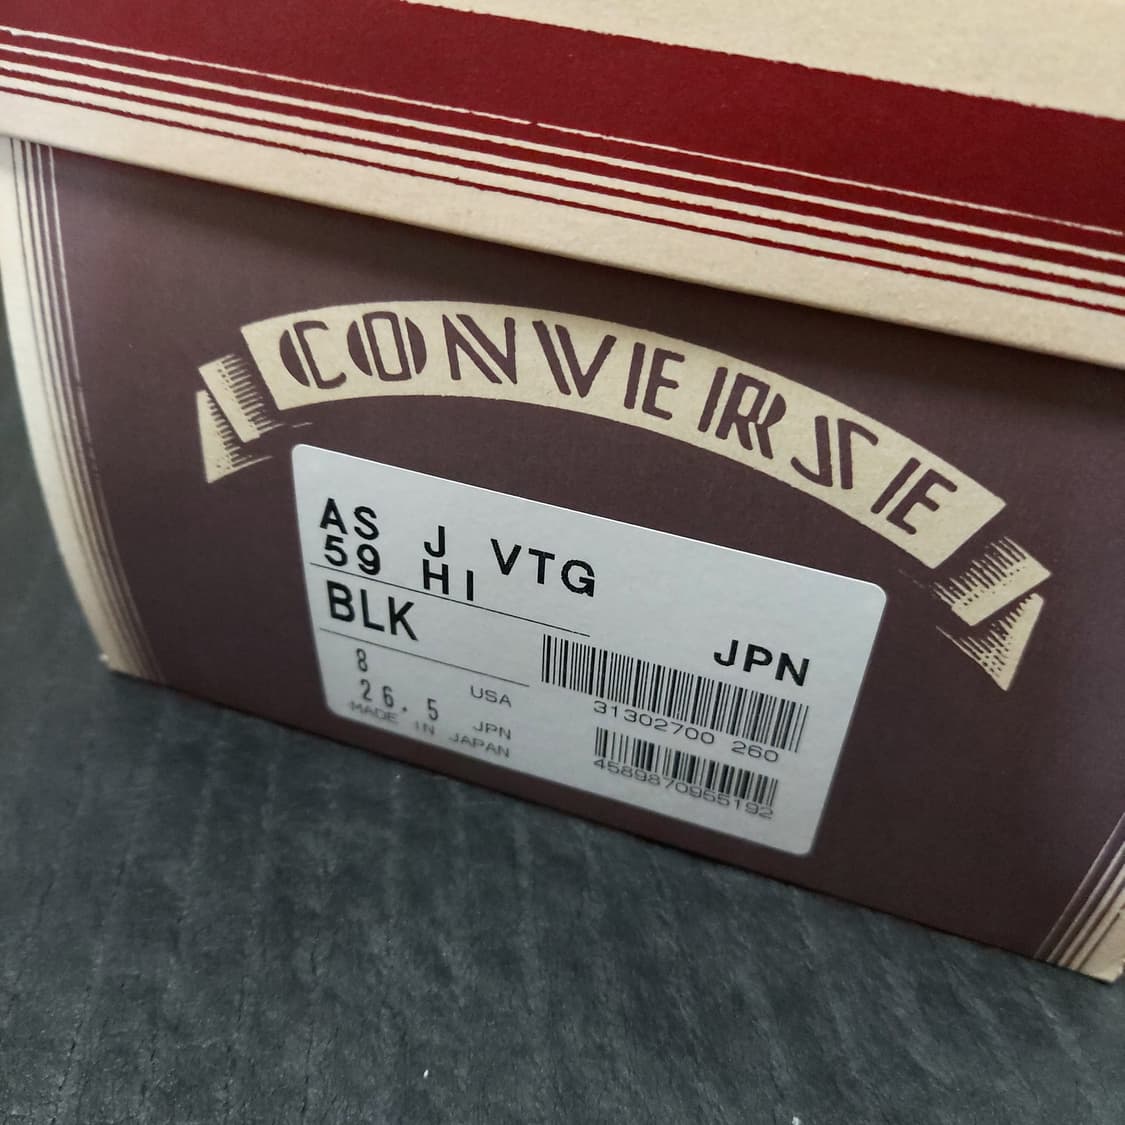 CONVERSE
AS J VTG
59 HI
BLK
JPN
8 USA
26.5 JPN
MADE IN JAPAN
31302700 260
4589870955192